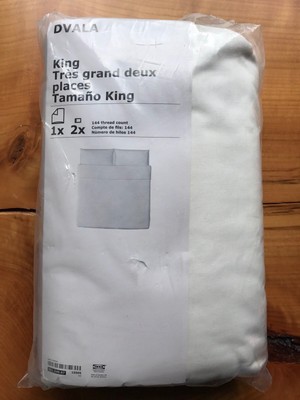 DVALA
King
Très grand deux
places
Tamaño King
1x 2x
144 thread count
Compte de fils: 144
Número de hilos 144
IKEA